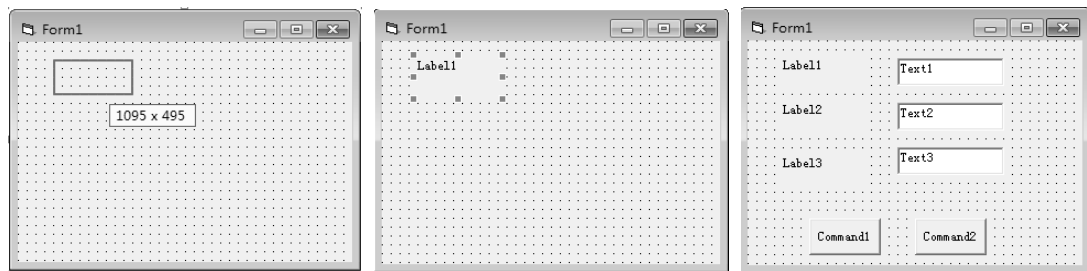 Form1
1095 x 495
Form1
Label1
Form1
Label1
Text1
Label2
Text2
Label3
Text3
Command1
Command2